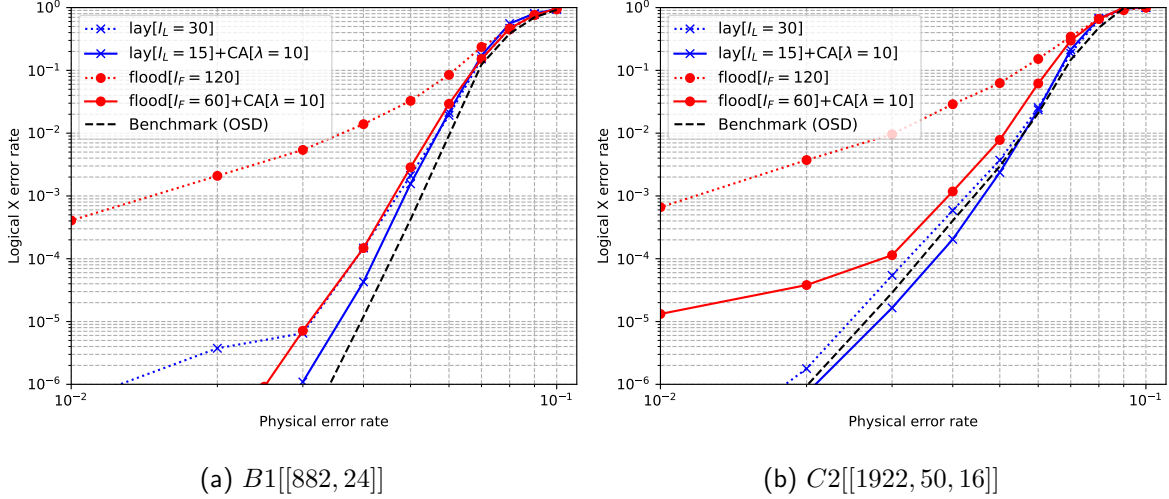 10^0
10^{-1}
10^{-2}
10^{-3}
10^{-4}
10^{-5}
10^{-6}
Logical X error rate
lay[I_L = 30]
lay[I_L = 15]+CA[λ = 10]
flood[I_F = 120]
flood[I_F = 60]+CA[λ = 10]
Benchmark (OSD)
10^{-2}
10^{-1}
Physical error rate
(a) B1[[882, 24]]
10^0
10^{-1}
10^{-2}
10^{-3}
10^{-4}
10^{-5}
10^{-6}
Logical X error rate
lay[I_L = 30]
lay[I_L = 15]+CA[λ = 10]
flood[I_F = 120]
flood[I_F = 60]+CA[λ = 10]
Benchmark (OSD)
10^{-2}
10^{-1}
Physical error rate
(b) C2[[1922, 50, 16]]